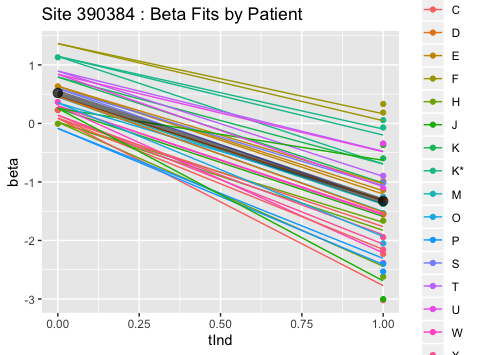 Site 390384 : Beta Fits by Patient
beta
1
0
-1
-2
-3
0.00 0.25 0.50 0.75 1.00
tInd
C
D
E
F
H
J
K
K*
M
O
P
S
T
U
W